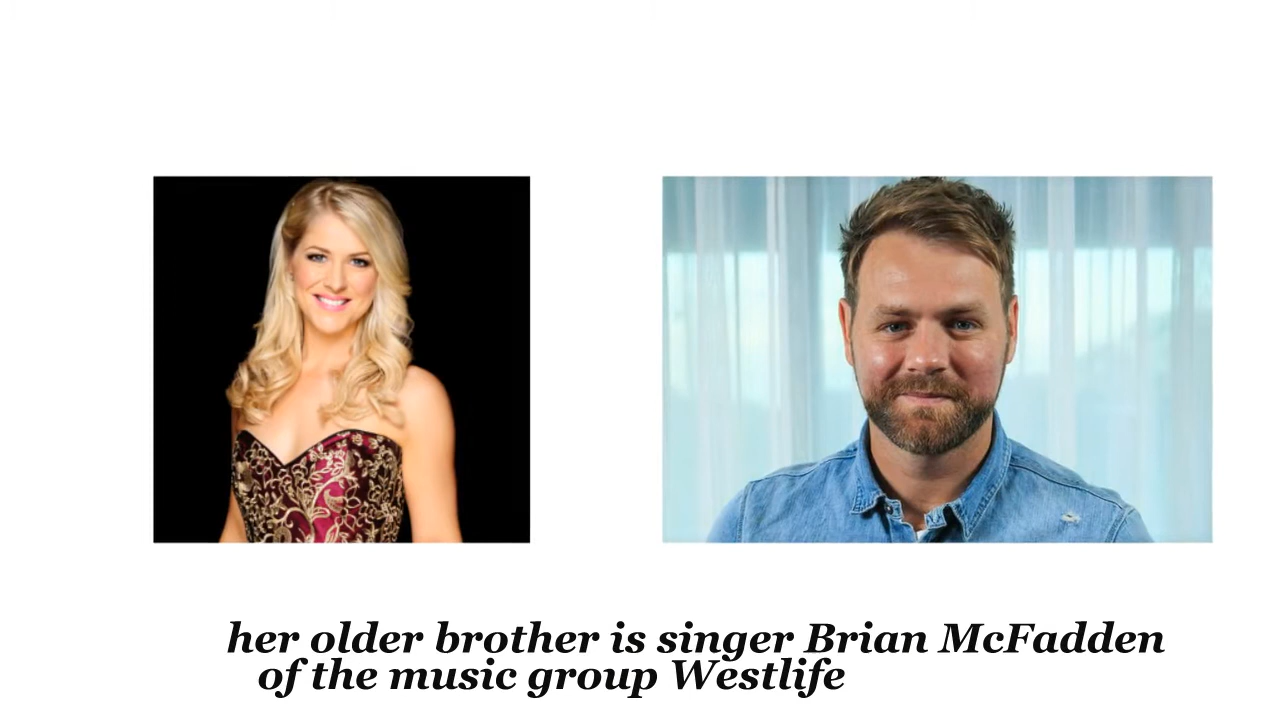 her older brother is singer Brian McFadden
of the music group Westlife